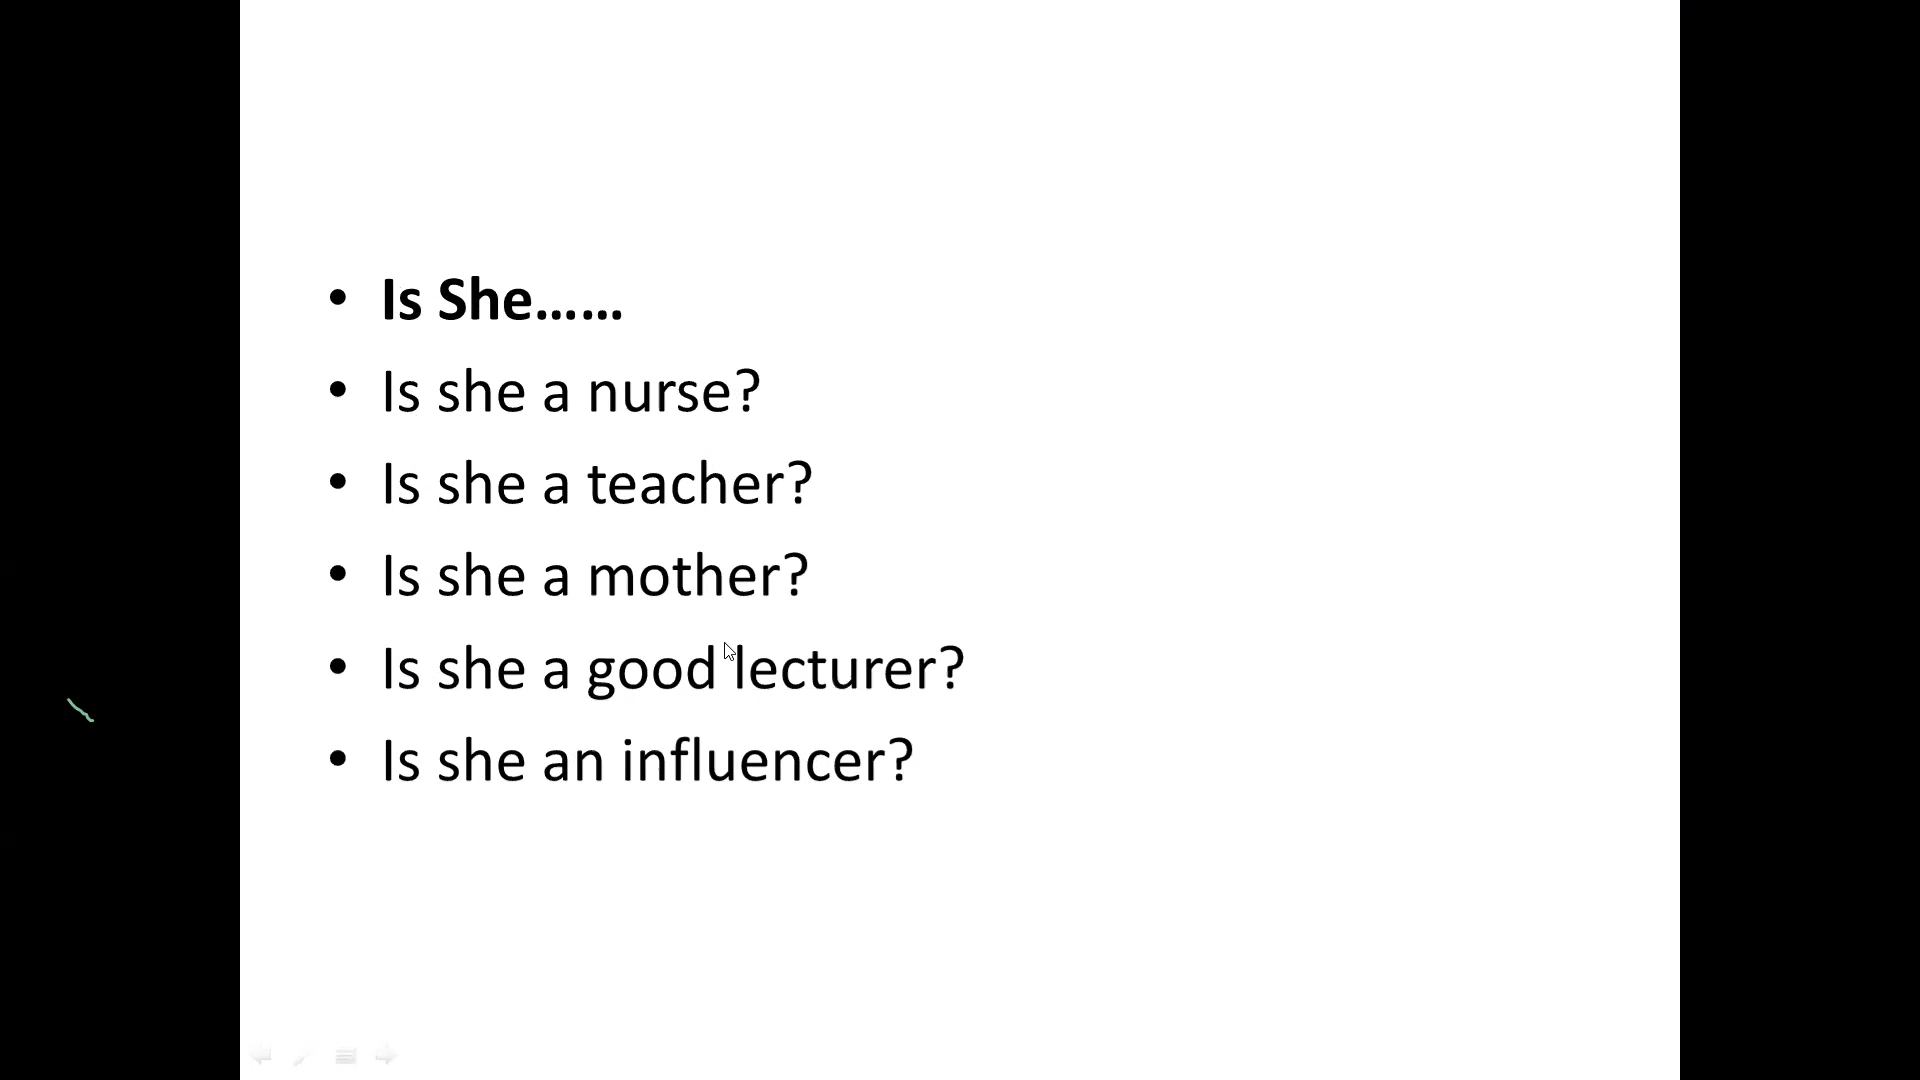 • Is She......
• Is she a nurse?
• Is she a teacher?
• Is she a mother?
• Is she a good lecturer?
• Is she an influencer?